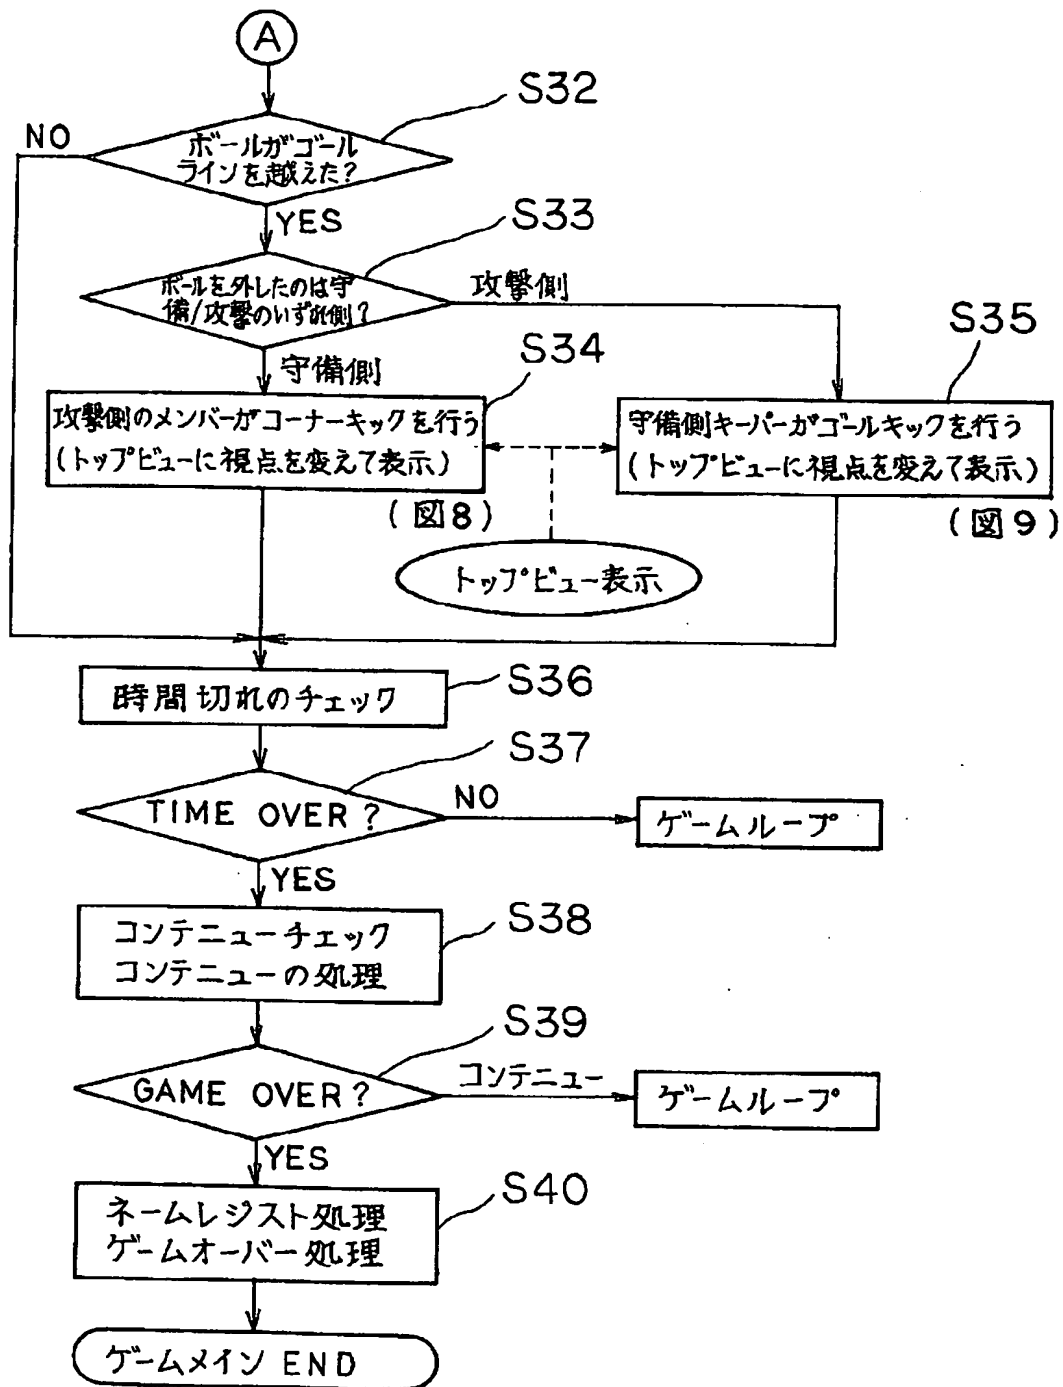 A
S32
ボールがゴール
ラインを越えた?
NO
YES
S33
ボールを外したのは守
備/攻撃のいずれ側?
攻撃側
守備側
S34
攻撃側のメンバーがコーナーキックを行う
(トップビューに視点を変えて表示)
(図8)
S35
守備側キーパーがゴールキックを行う
(トップビューに視点を変えて表示)
(図9)
トップビュー表示
時間切れのチェック
S36
S37
TIME OVER?
NO
ゲームループ
YES
コンテニューチェック
コンテニューの処理
S38
S39
GAME OVER?
コンテニュー
ゲームループ
YES
ネームレジスト処理
ゲームオーバー処理
S40
ゲームメイン END